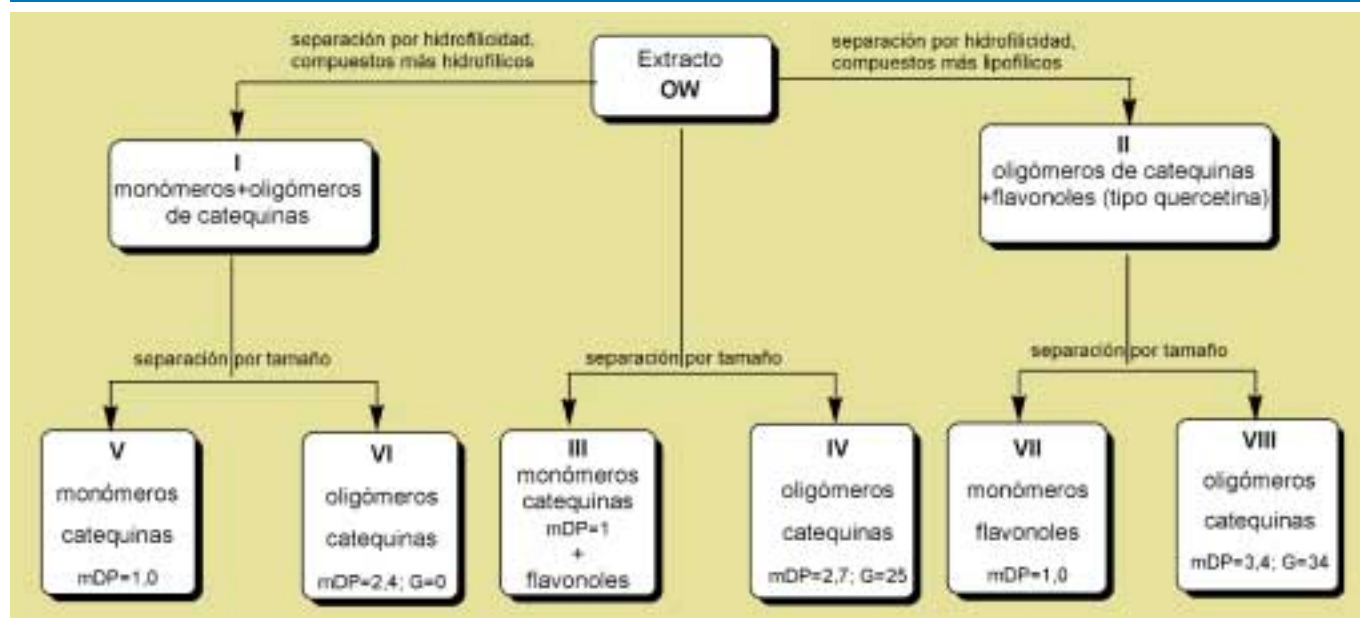 separación por hidrofilicidad,
compuestos más hidrofílicos
Extracto
OW
separación por hidrofilicidad,
compuestos más lipofílicos
I
monómeros+oligómeros
de catequinas
II
oligómeros de catequinas
+flavonoles (tipo quercetina)
separación por tamaño
separación por tamaño
separación por tamaño
V
monómeros
catequinas
mDP=1,0
VI
oligómeros
catequinas
mDP=2,4; G=0
III
monómeros
catequinas
mDP=1
+
flavonoles
IV
oligómeros
catequinas
mDP=2,7; G=25
VII
monómeros
flavonoles
mDP=1,0
VIII
oligómeros
catequinas
mDP=3,4; G=34